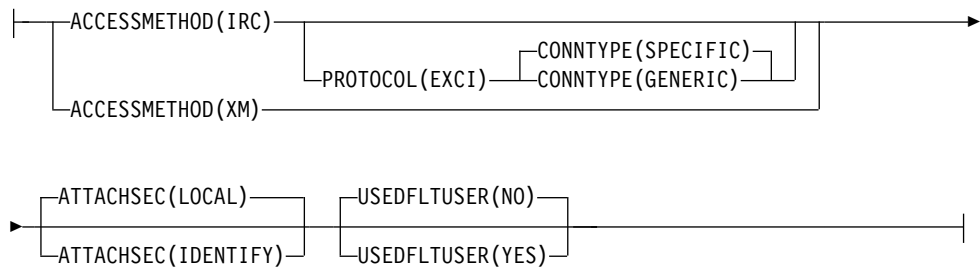 ACCESSMETHOD(IRC)
CONNTYPE(SPECIFIC)
PROTOCOL(EXCI)
CONNTYPE(GENERIC)
ACCESSMETHOD(XM)
ATTACHSEC(LOCAL)
USEDFLTUSER(NO)
ATTACHSEC(IDENTIFY)
USEDFLTUSER(YES)